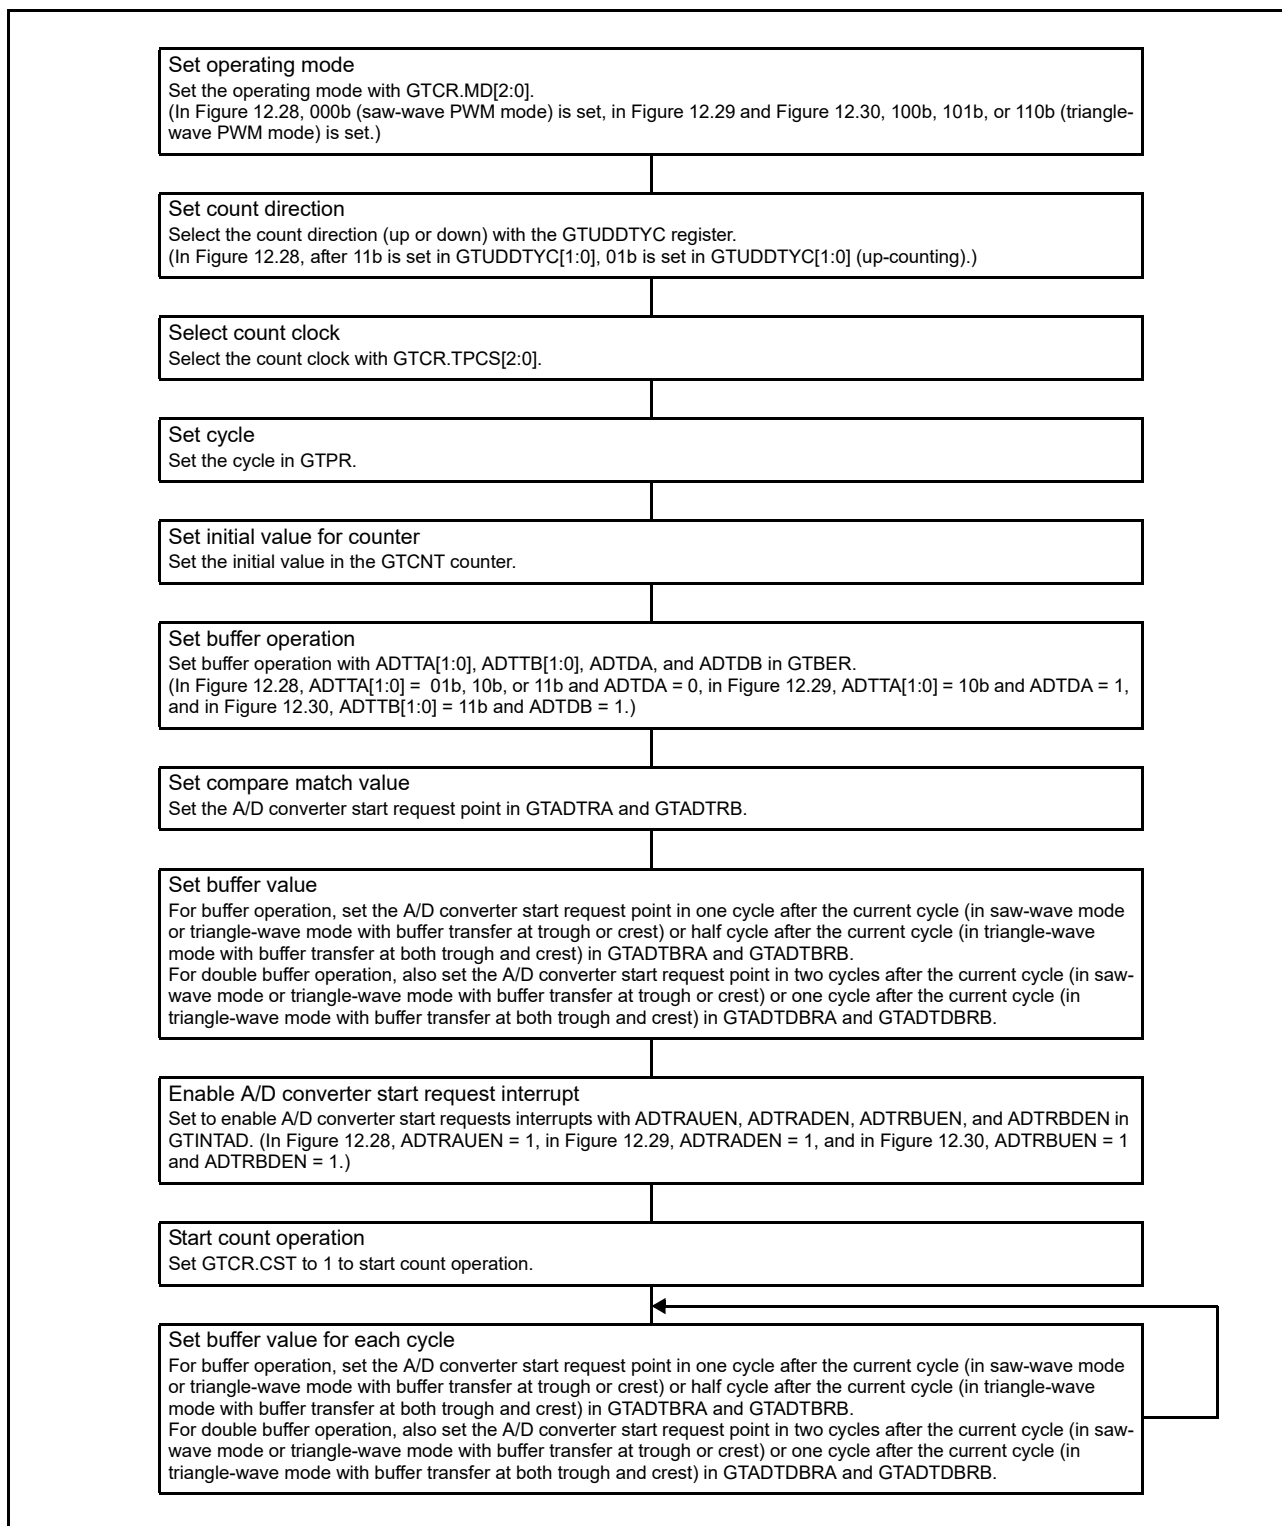 Set operating mode
Set the operating mode with GTCR.MD[2:0].
(In Figure 12.28, 000b (saw-wave PWM mode) is set, in Figure 12.29 and Figure 12.30, 100b, 101b, or 110b (triangle-
wave PWM mode) is set.)
Set count direction
Select the count direction (up or down) with the GTUDDTYC register.
(In Figure 12.28, after 11b is set in GTUDDTYC[1:0], 01b is set in GTUDDTYC[1:0] (up-counting).)
Select count clock
Select the count clock with GTCR.TPCS[2:0].
Set cycle
Set the cycle in GTPR.
Set initial value for counter
Set the initial value in the GTCNT counter.
Set buffer operation
Set buffer operation with ADTTA[1:0], ADTTB[1:0], ADTDA, and ADTDB in GTBER.
(In Figure 12.28, ADTTA[1:0] = 01b, 10b, or 11b and ADTDA = 0, in Figure 12.29, ADTTA[1:0] = 10b and ADTDA = 1,
and in Figure 12.30, ADTTB[1:0] = 11b and ADTDB = 1.)
Set compare match value
Set the A/D converter start request point in GTADTRA and GTADTRB.
Set buffer value
For buffer operation, set the A/D converter start request point in one cycle after the current cycle (in saw-wave mode
or triangle-wave mode with buffer transfer at trough or crest) or half cycle after the current cycle (in triangle-wave
mode with buffer transfer at both trough and crest) in GTADTBRA and GTADTBRB.
For double buffer operation, also set the A/D converter start request point in two cycles after the current cycle (in saw-
wave mode or triangle-wave mode with buffer transfer at trough or crest) or one cycle after the current cycle (in
triangle-wave mode with buffer transfer at both trough and crest) in GTADTDBRA and GTADTDBRB.
Enable A/D converter start request interrupt
Set to enable A/D converter start requests interrupts with ADTRAUEN, ADTRADEN, ADTRBUEN, and ADTRBDEN in
GTINTAD. (In Figure 12.28, ADTRAUEN = 1, in Figure 12.29, ADTRADEN = 1, and in Figure 12.30, ADTRBUEN = 1
and ADTRBDEN = 1.)
Start count operation
Set GTCR.CST to 1 to start count operation.
Set buffer value for each cycle
For buffer operation, set the A/D converter start request point in one cycle after the current cycle (in saw-wave mode
or triangle-wave mode with buffer transfer at trough or crest) or half cycle after the current cycle (in triangle-wave
mode with buffer transfer at both trough and crest) in GTADTBRA and GTADTBRB.
For double buffer operation, also set the A/D converter start request point in two cycles after the current cycle (in saw-
wave mode or triangle-wave mode with buffer transfer at trough or crest) or one cycle after the current cycle (in
triangle-wave mode with buffer transfer at both trough and crest) in GTADTDBRA and GTADTDBRB.